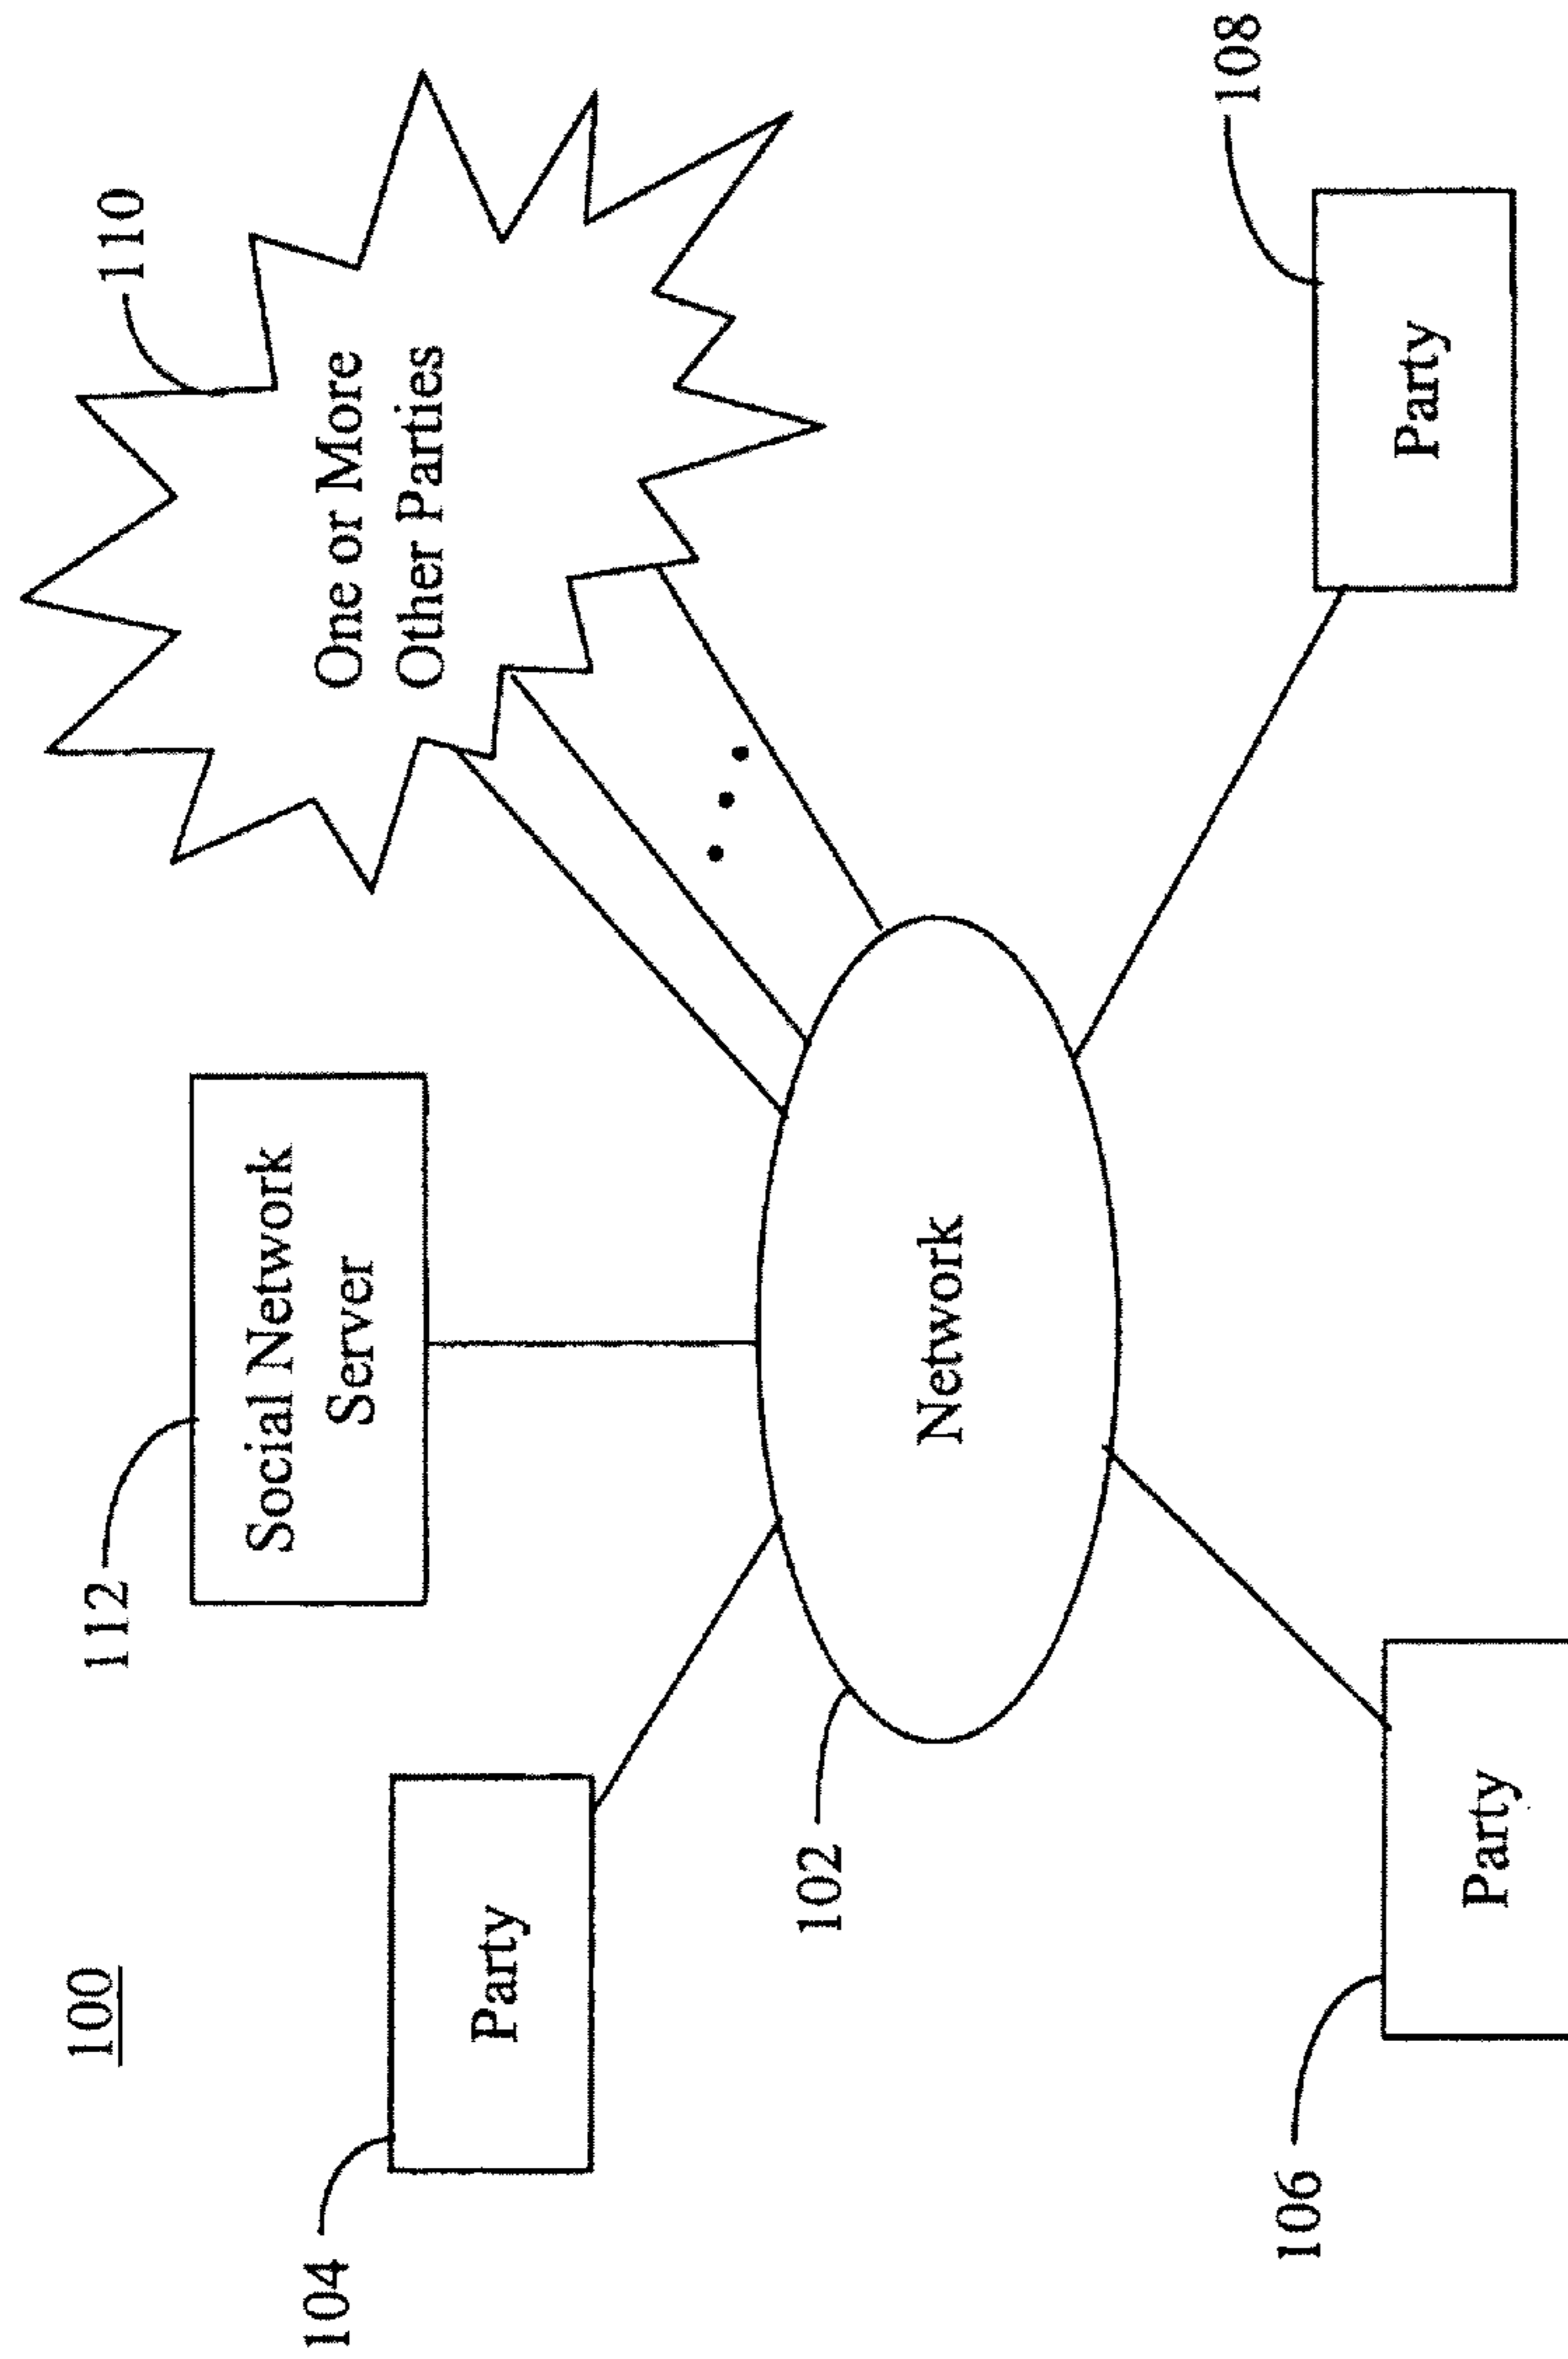 100
112
Social Network
Server
110
One or More
Other Parties
104
Party
102
Network
106
Party
108
Party